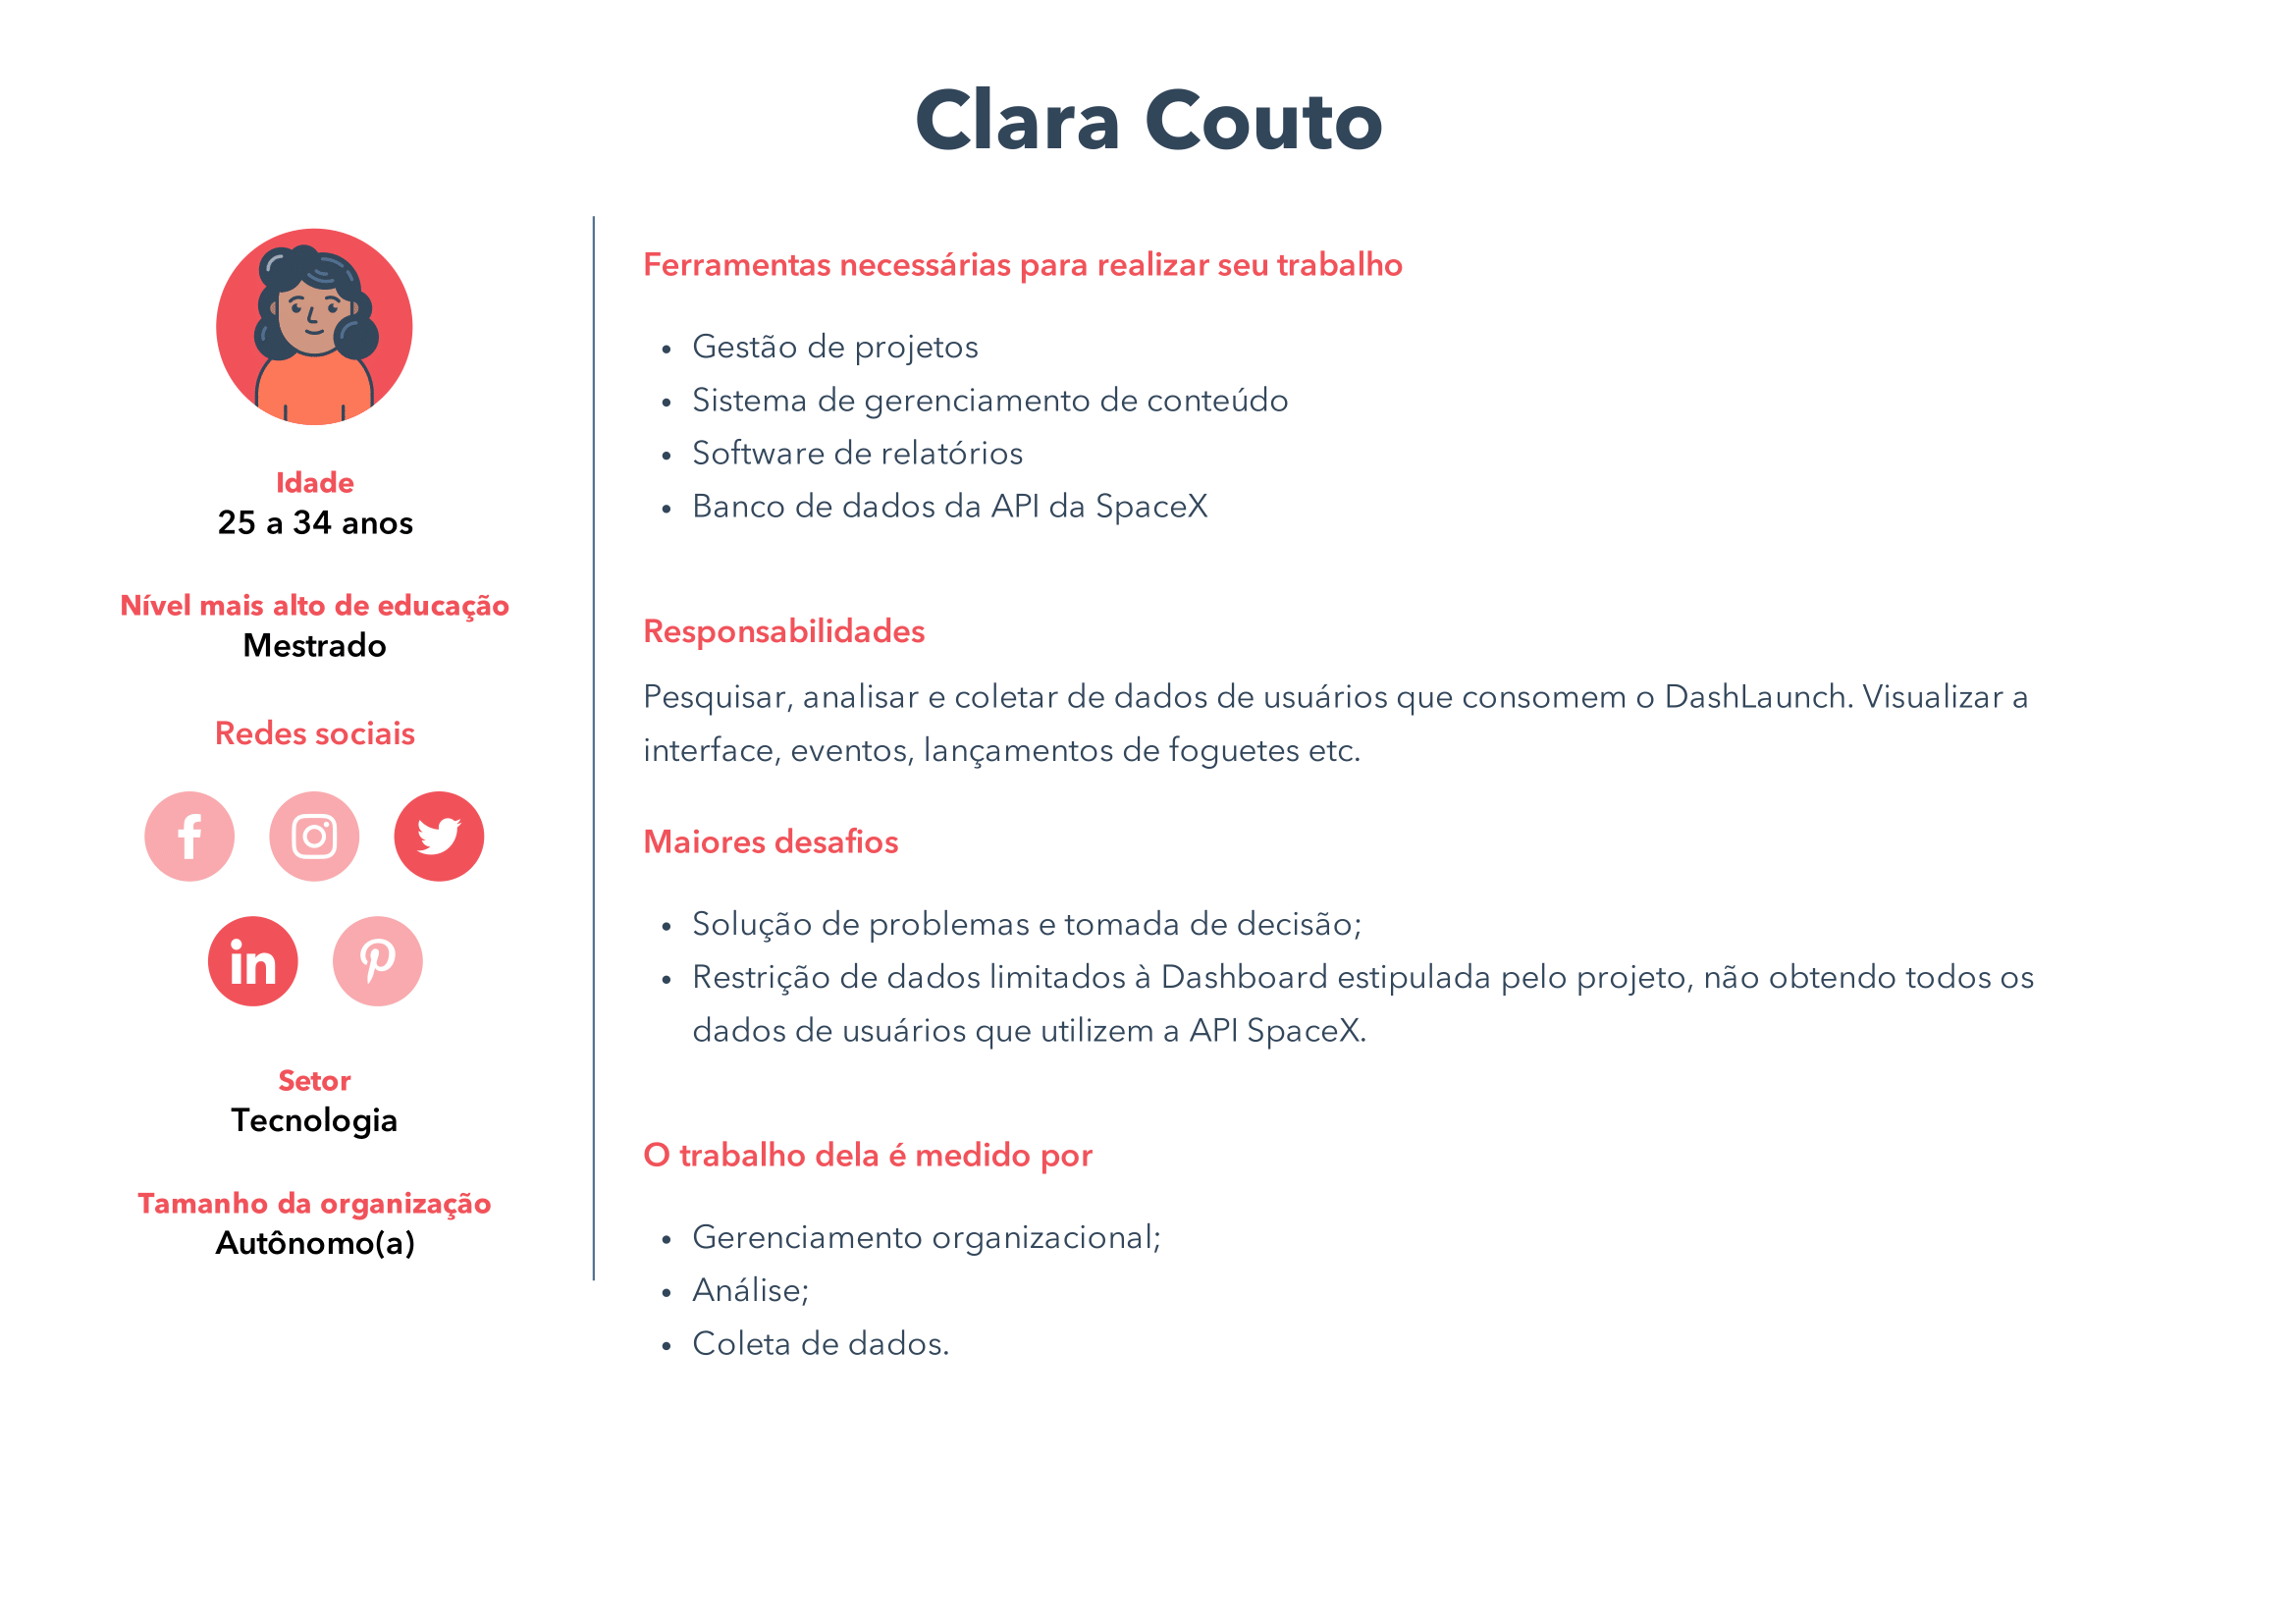 Clara Couto
Idade
25 a 34 anos
Nível mais alto de educação
Mestrado
Redes sociais
in
Setor
Tecnologia
Tamanho da organização
Autônomo(a)
Ferramentas necessárias para realizar seu trabalho
• Gestão de projetos
• Sistema de gerenciamento de conteúdo
• Software de relatórios
• Banco de dados da API da SpaceX
Responsabilidades
Pesquisar, analisar e coletar de dados de usuários que consomem o DashLaunch. Visualizar a
interface, eventos, lançamentos de foguetes etc.
Maiores desafios
• Solução de problemas e tomada de decisão;
• Restrição de dados limitados à Dashboard estipulada pelo projeto, não obtendo todos os
dados de usuários que utilizem a API SpaceX.
O trabalho dela é medido por
• Gerenciamento organizacional;
• Análise;
• Coleta de dados.